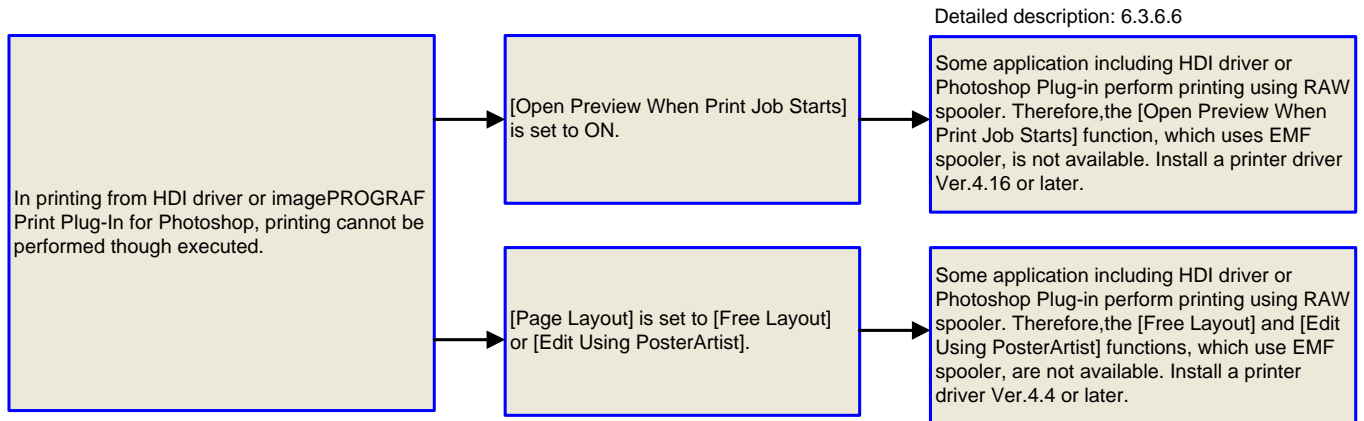 Detailed description: 6.3.6.6
In printing from HDI driver or imagePROGRAF
Print Plug-In for Photoshop, printing cannot be
performed though executed.
[Open Preview When Print Job Starts]
is set to ON.
Some application including HDI driver or
Photoshop Plug-in perform printing using RAW
spooler. Therefore,the [Open Preview When
Print Job Starts] function, which uses EMF
spooler, is not available. Install a printer driver
Ver.4.16 or later.
[Page Layout] is set to [Free Layout]
or [Edit Using PosterArtist].
Some application including HDI driver or
Photoshop Plug-in perform printing using RAW
spooler. Therefore,the [Free Layout] and [Edit
Using PosterArtist] functions, which use EMF
spooler, are not available. Install a printer
driver Ver.4.4 or later.